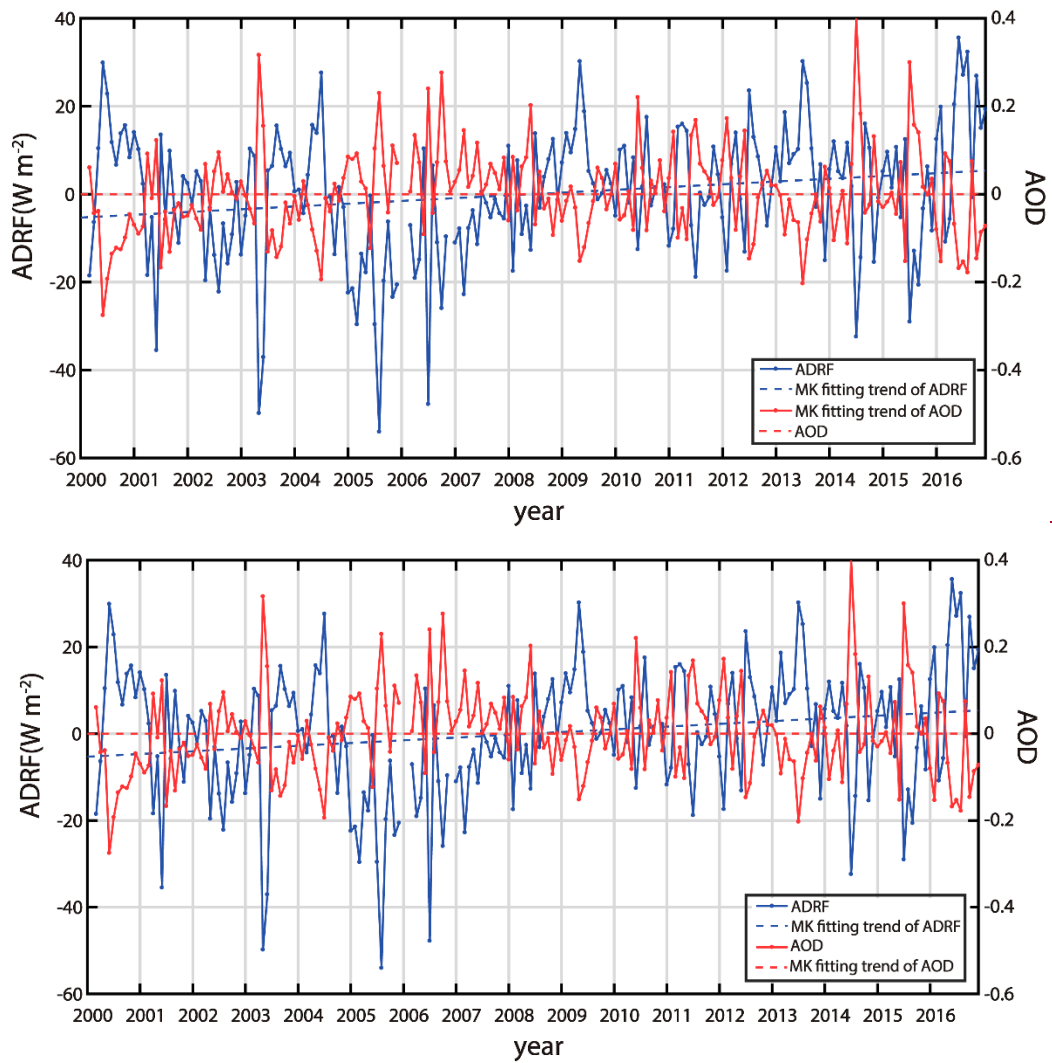 40
20
0
-20
-40
-60
ADRF(W m-2)
0.4
0.2
0
-0.2
-0.4
-0.6
AOD
ADRF
MK fitting trend of ADRF
MK fitting trend of AOD
AOD
2000 2001 2002 2003 2004 2005 2006 2007 2008 2009 2010 2011 2012 2013 2014 2015 2016
year
40
20
0
-20
-40
-60
ADRF(W m-2)
0.4
0.2
0
-0.2
-0.4
-0.6
AOD
ADRF
MK fitting trend of ADRF
AOD
MK fitting trend of AOD
2000 2001 2002 2003 2004 2005 2006 2007 2008 2009 2010 2011 2012 2013 2014 2015 2016
year